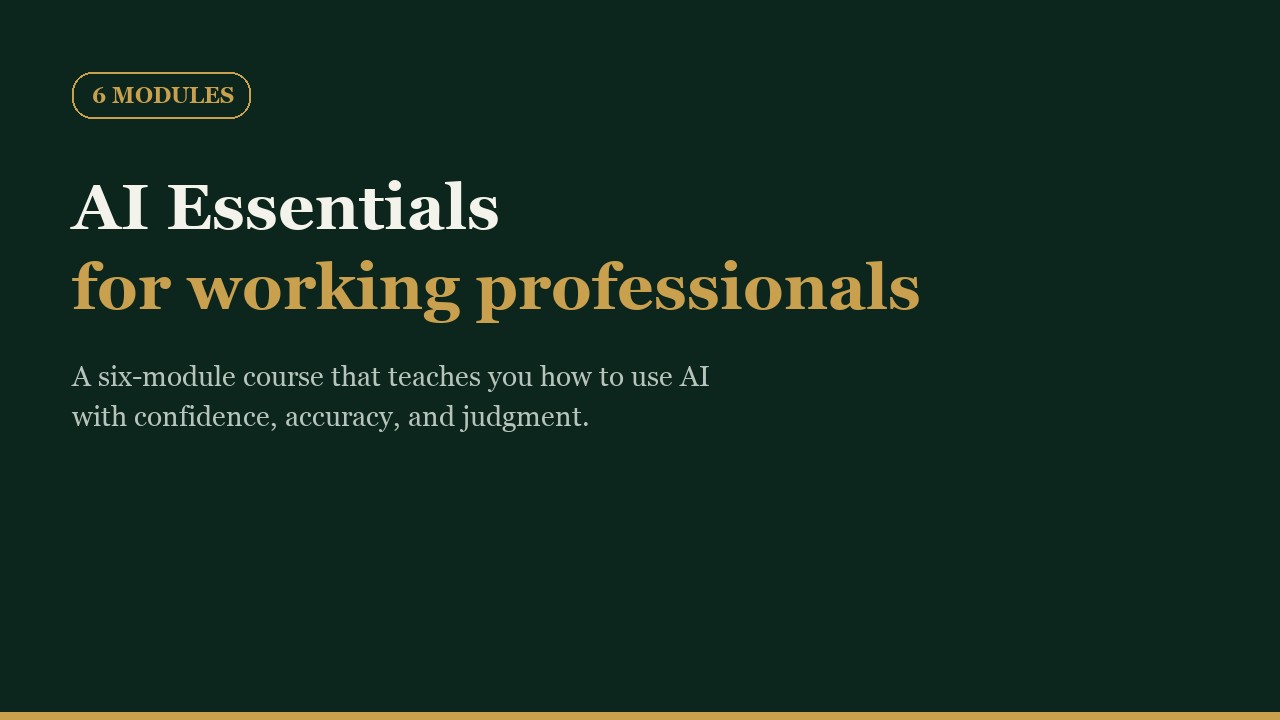 6 MODULES
AI Essentials
for working professionals
A six-module course that teaches you how to use AI
with confidence, accuracy, and judgment.